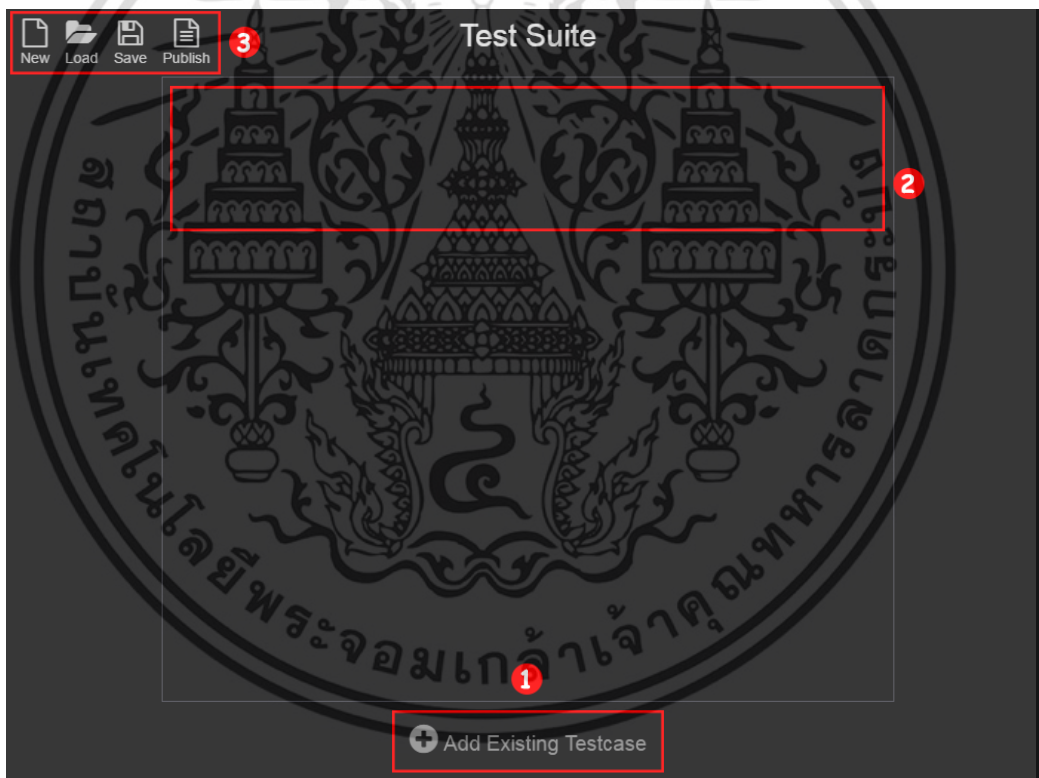 Test Suite
New Load Save Publish
3
2
สถาบันเทคโนโลยีพระจอมเกล้าเจ้าคุณทหารลาดกระบัง
1
Add Existing Testcase